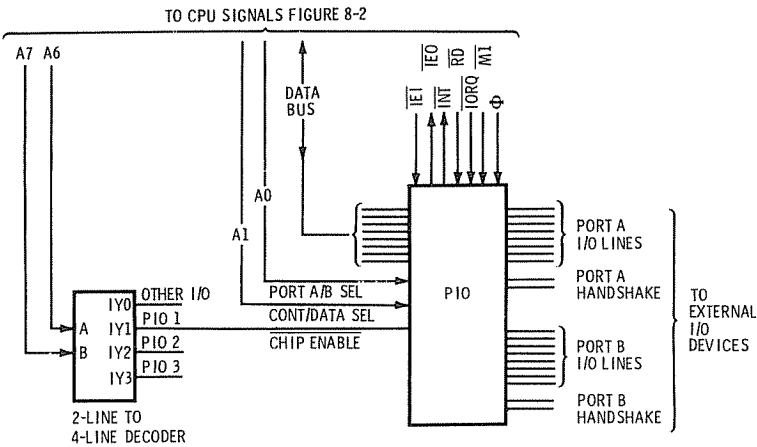 TO CPU SIGNALS FIGURE 8-2
A7 A6
DATA
BUS
IEI
IEO
INT
RD
IORQ
M1
Φ
A0
A1
PORT A
I/O LINES
PIO
PORT A
HANDSHAKE
TO
EXTERNAL
I/O
DEVICES
PORT A/B SEL
CONT/DATA SEL
CHIP ENABLE
PORT B
I/O LINES
PORT B
HANDSHAKE
OTHER I/O
IY0
PIO 1
A IY1
PIO 2
B IY2
PIO 3
IY3
2-LINE TO
4-LINE DECODER